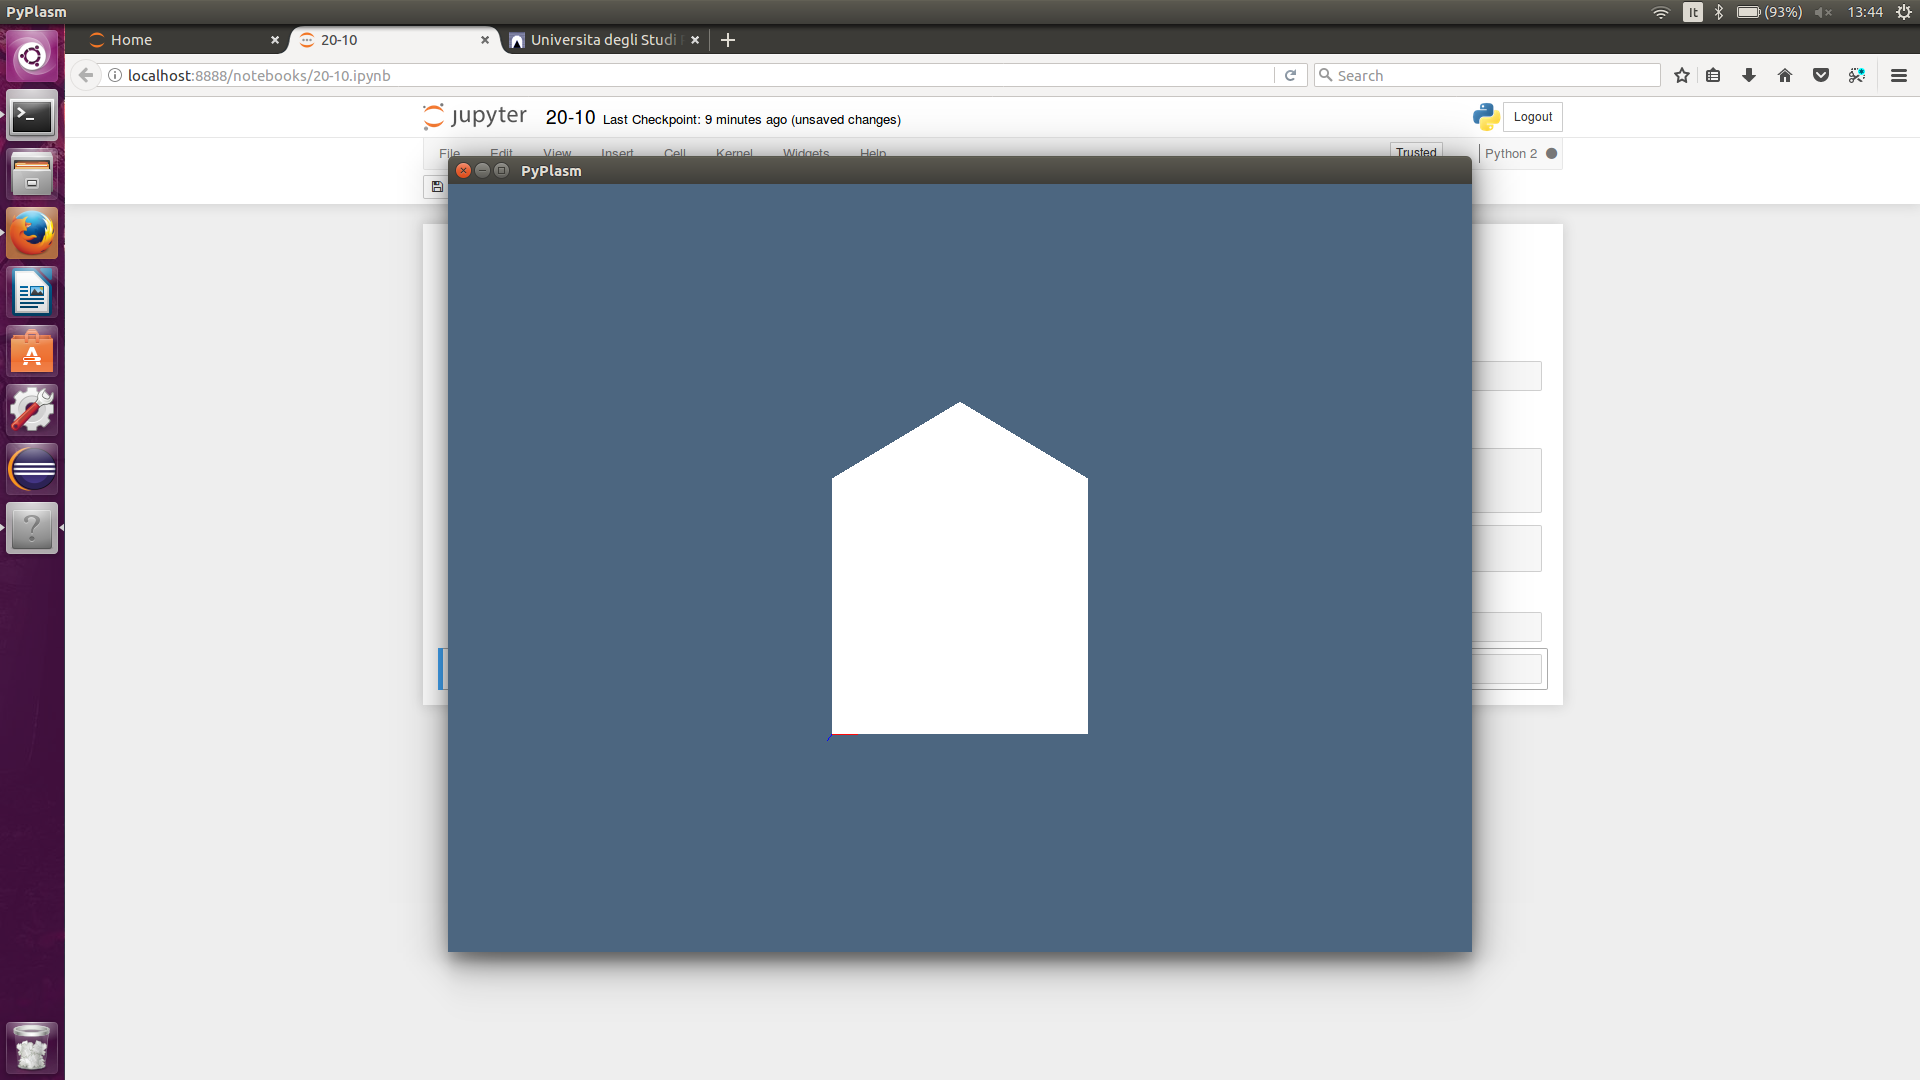 PyPlasm
It
(93%)
13:44
Home
20-10
Universita degli Studi
localhost:8888/notebooks/20-10.ipynb
Search
jupyter
20-10 Last Checkpoint: 9 minutes ago (unsaved changes)
Logout
File Edit View Insert Cell Kernel Widgets Help
Trusted
Python 2
PyPlasm